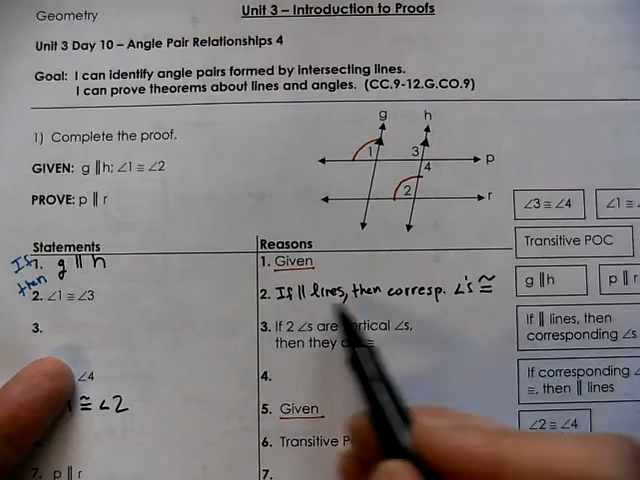 Geometry
Unit 3 – Introduction to Proofs
Unit 3 Day 10 – Angle Pair Relationships 4
Goal: I can identify angle pairs formed by intersecting lines.
I can prove theorems about lines and angles. (CC.9-12.G.CO.9)
1) Complete the proof.
GIVEN: g ∥ h; ∠1 ≅ ∠2
PROVE: p ∥ r
g h
1 3 p
4
2 r
Statements Reasons
If 1. g ∥ h 1. Given
then
2. ∠1 ≅ ∠3 2. If ∥ lines, then corresp. ∠'s ≅
3. 3. If 2 ∠s are vertical ∠s,
then they ≅
∠4 4.
≅ ∠2 5. Given
6. Transitive
7. p ∥ r 7.
∠3 ≅ ∠4 ∠1 ≅
Transitive POC
g ∥ h p ∥ r
If ∥ lines, then
corresponding ∠s
If corresponding
≅, then ∥ lines
∠2 ≅ ∠4